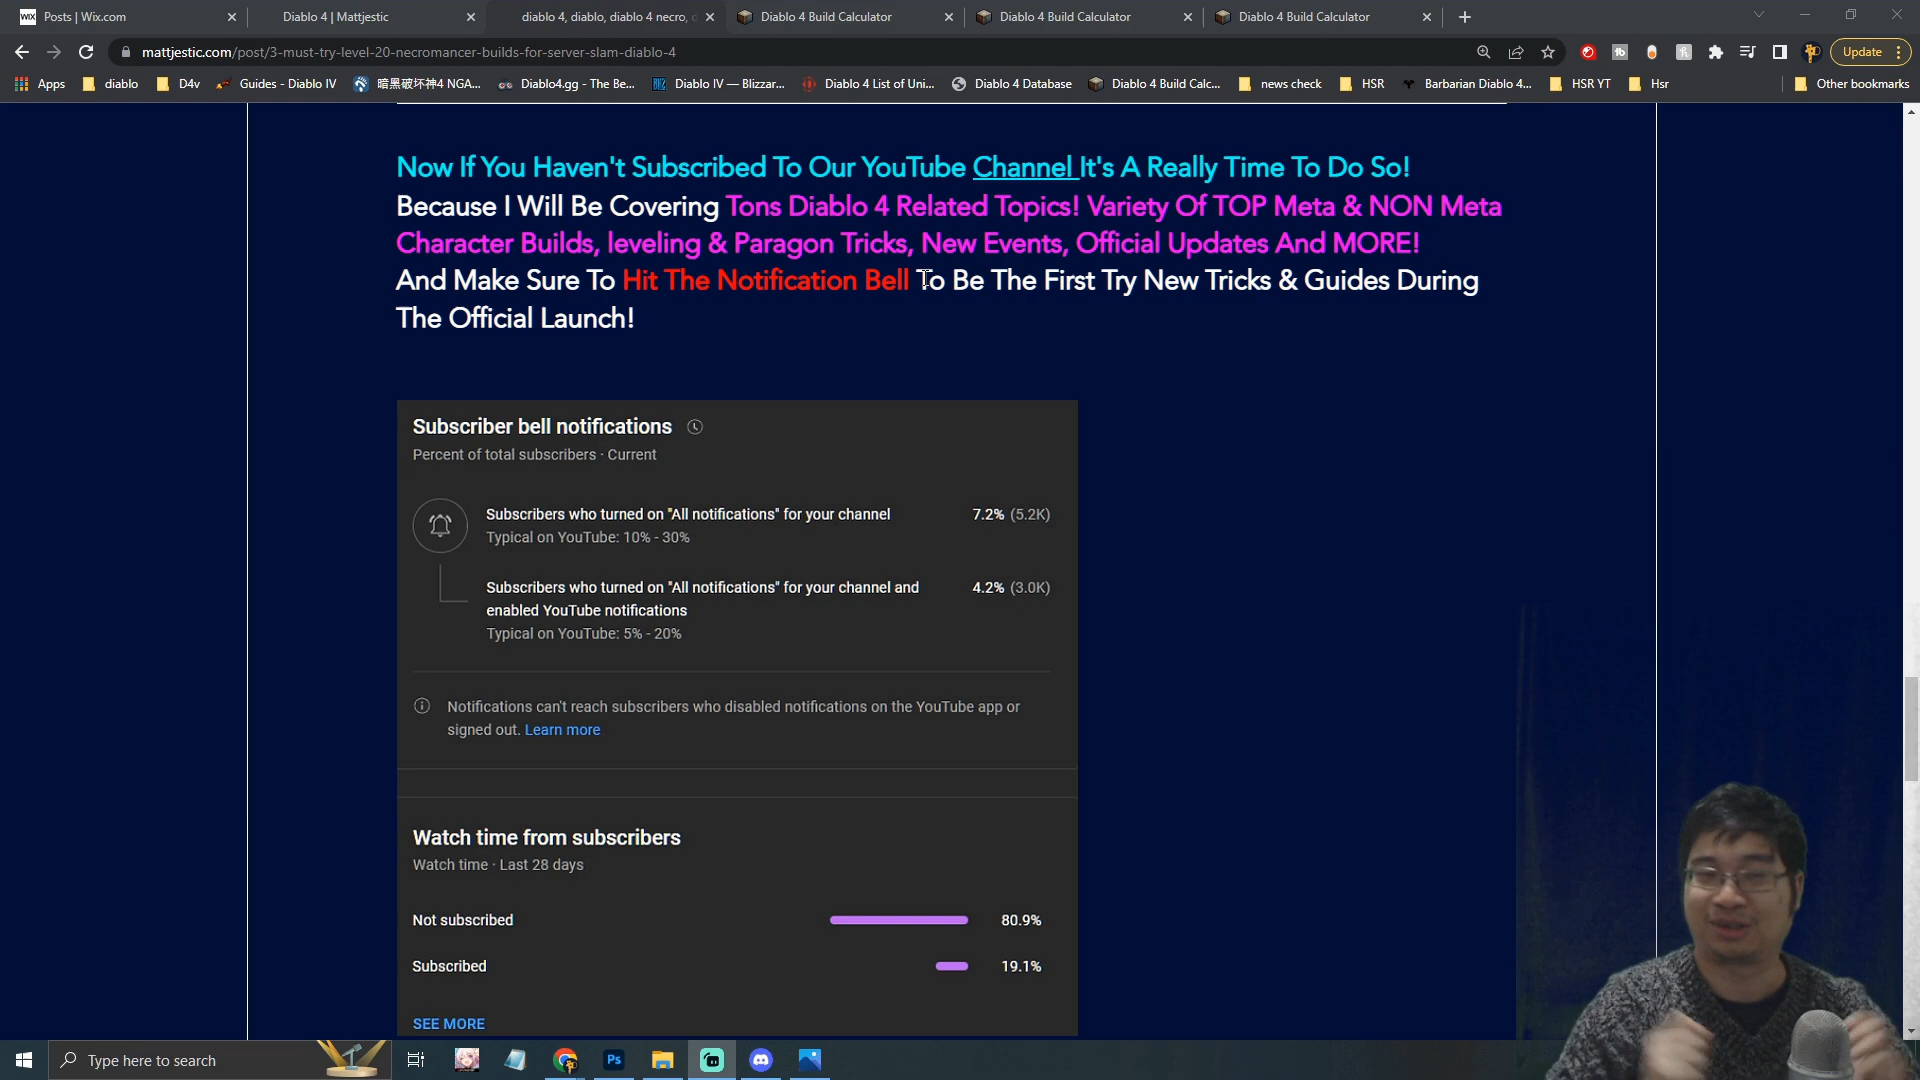 Posts | Wix.com
Diablo 4 | Mattjestic
diablo 4, diablo, diablo 4 necro,
Diablo 4 Build Calculator
Diablo 4 Build Calculator
Diablo 4 Build Calculator
mattjestic.com/post/3-must-try-level-20-necromancer-builds-for-server-slam-diablo-4
Update
Apps
diablo
D4v
Guides - Diablo IV
暗黑破坏神4 NGA...
Diablo4.gg - The Be...
Diablo IV — Blizzar...
Diablo 4 List of Uni...
Diablo 4 Database
Diablo 4 Build Calc...
news check
HSR
Barbarian Diablo 4...
HSR YT
Hsr
Other bookmarks
Now If You Haven't Subscribed To Our YouTube Channel It's A Really Time To Do So!
Because I Will Be Covering Tons Diablo 4 Related Topics! Variety Of TOP Meta & NON Meta
Character Builds, leveling & Paragon Tricks, New Events, Official Updates And MORE!
And Make Sure To Hit The Notification Bell To Be The First Try New Tricks & Guides During
The Official Launch!
Subscriber bell notifications
Percent of total subscribers · Current
Subscribers who turned on "All notifications" for your channel
7.2% (5.2K)
Typical on YouTube: 10% - 30%
Subscribers who turned on "All notifications" for your channel and
4.2% (3.0K)
enabled YouTube notifications
Typical on YouTube: 5% - 20%
Notifications can't reach subscribers who disabled notifications on the YouTube app or
signed out. Learn more
Watch time from subscribers
Watch time · Last 28 days
Not subscribed
80.9%
Subscribed
19.1%
SEE MORE
Type here to search
Ps